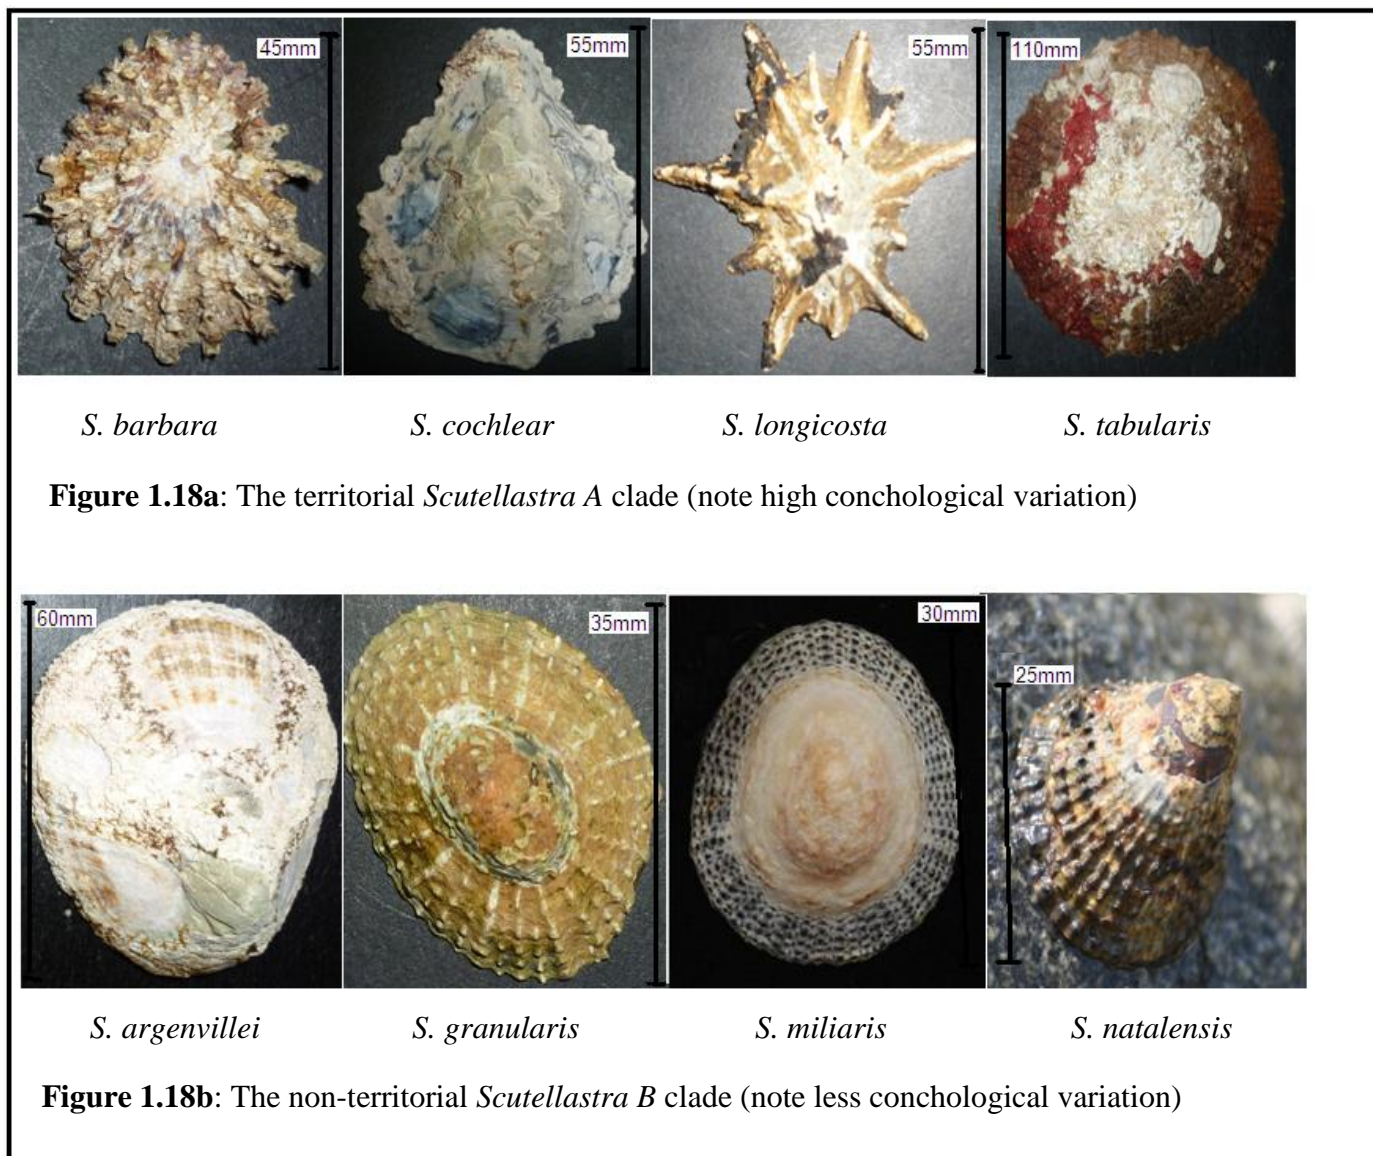 45mm 55mm 55mm 110mm
S. barbara S. cochlear S. longicosta S. tabularis
Figure 1.18a: The territorial Scutellastra A clade (note high conchological variation)
60mm 35mm 30mm 25mm
S. argenvillei S. granularis S. miliaris S. natalensis
Figure 1.18b: The non-territorial Scutellastra B clade (note less conchological variation)